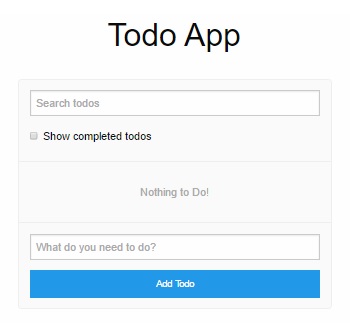 Todo App
Search todos
Show completed todos
Nothing to Do!
What do you need to do?
Add Todo